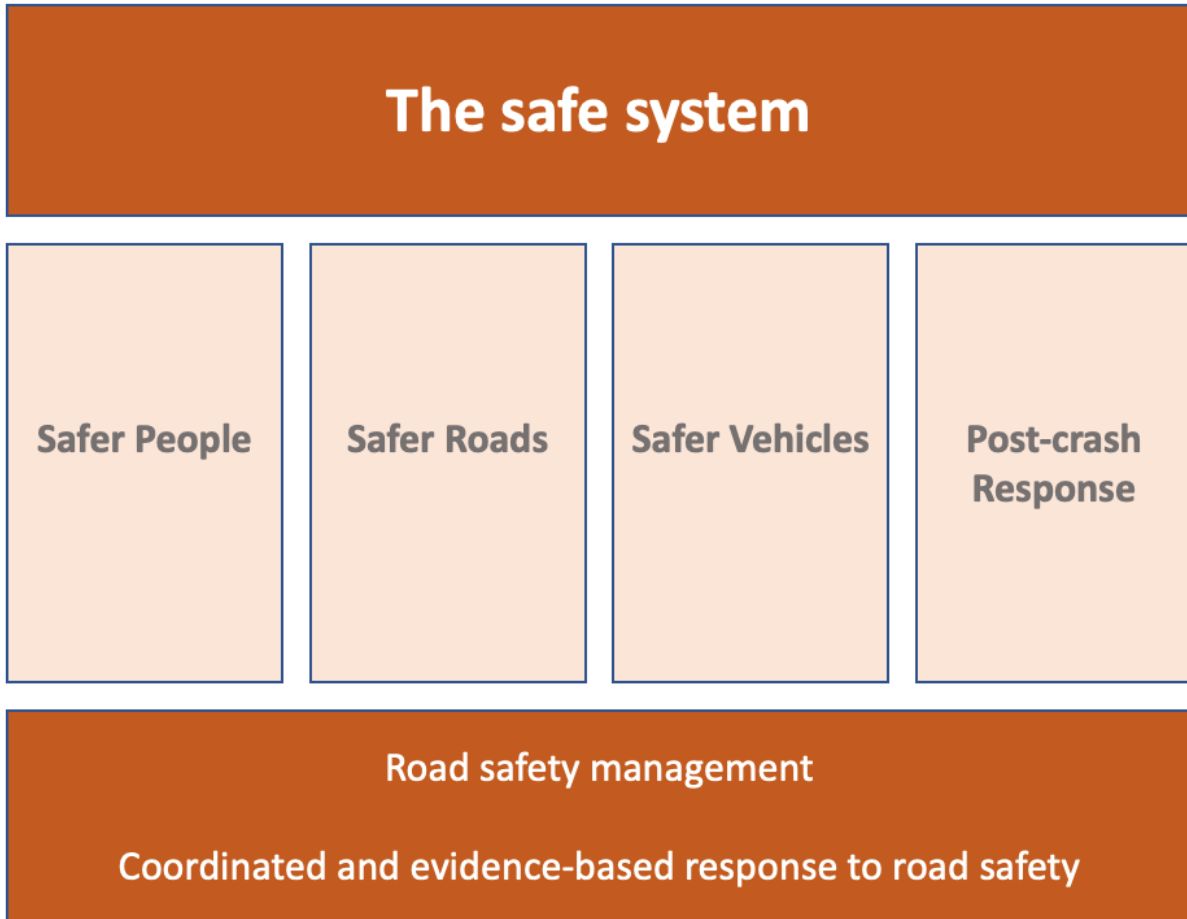 The safe system
Safer People
Safer Roads
Safer Vehicles
Post-crash
Response
Road safety management
Coordinated and evidence-based response to road safety